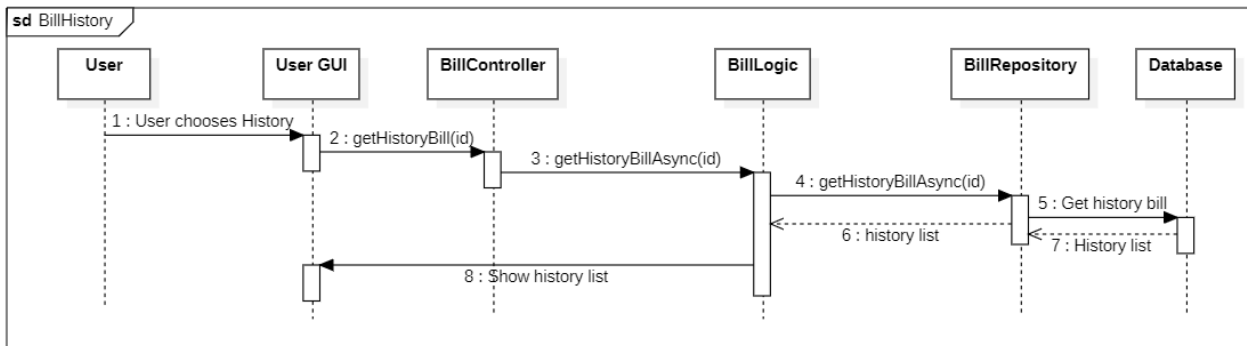 sd BillHistory
User
User GUI
BillController
BillLogic
BillRepository
Database
1 : User chooses History
2 : getHistoryBill(id)
3 : getHistoryBillAsync(id)
4 : getHistoryBillAsync(id)
5 : Get history bill
6 : history list
7 : History list
8 : Show history list